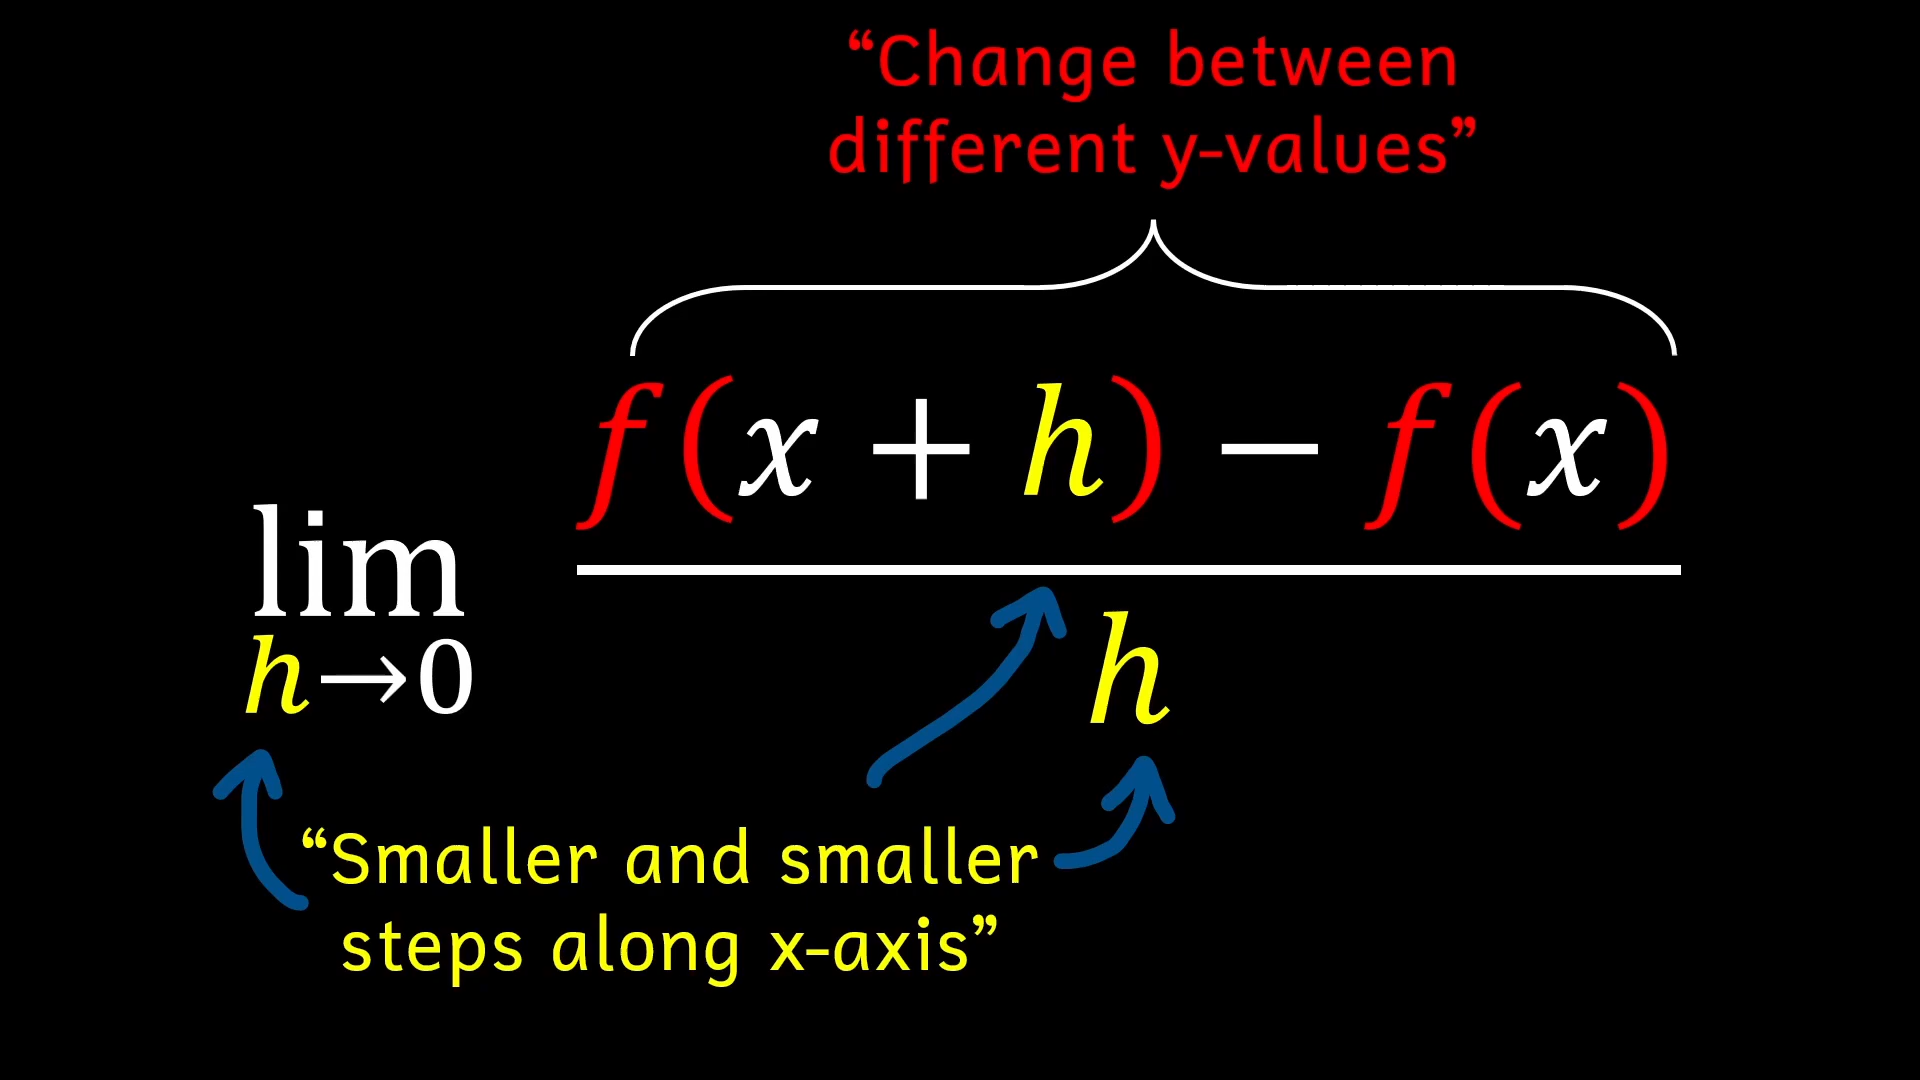 “Change between
different y-values”
f(x + h) − f(x)
lim
h→0
h
“Smaller and smaller
steps along x-axis”